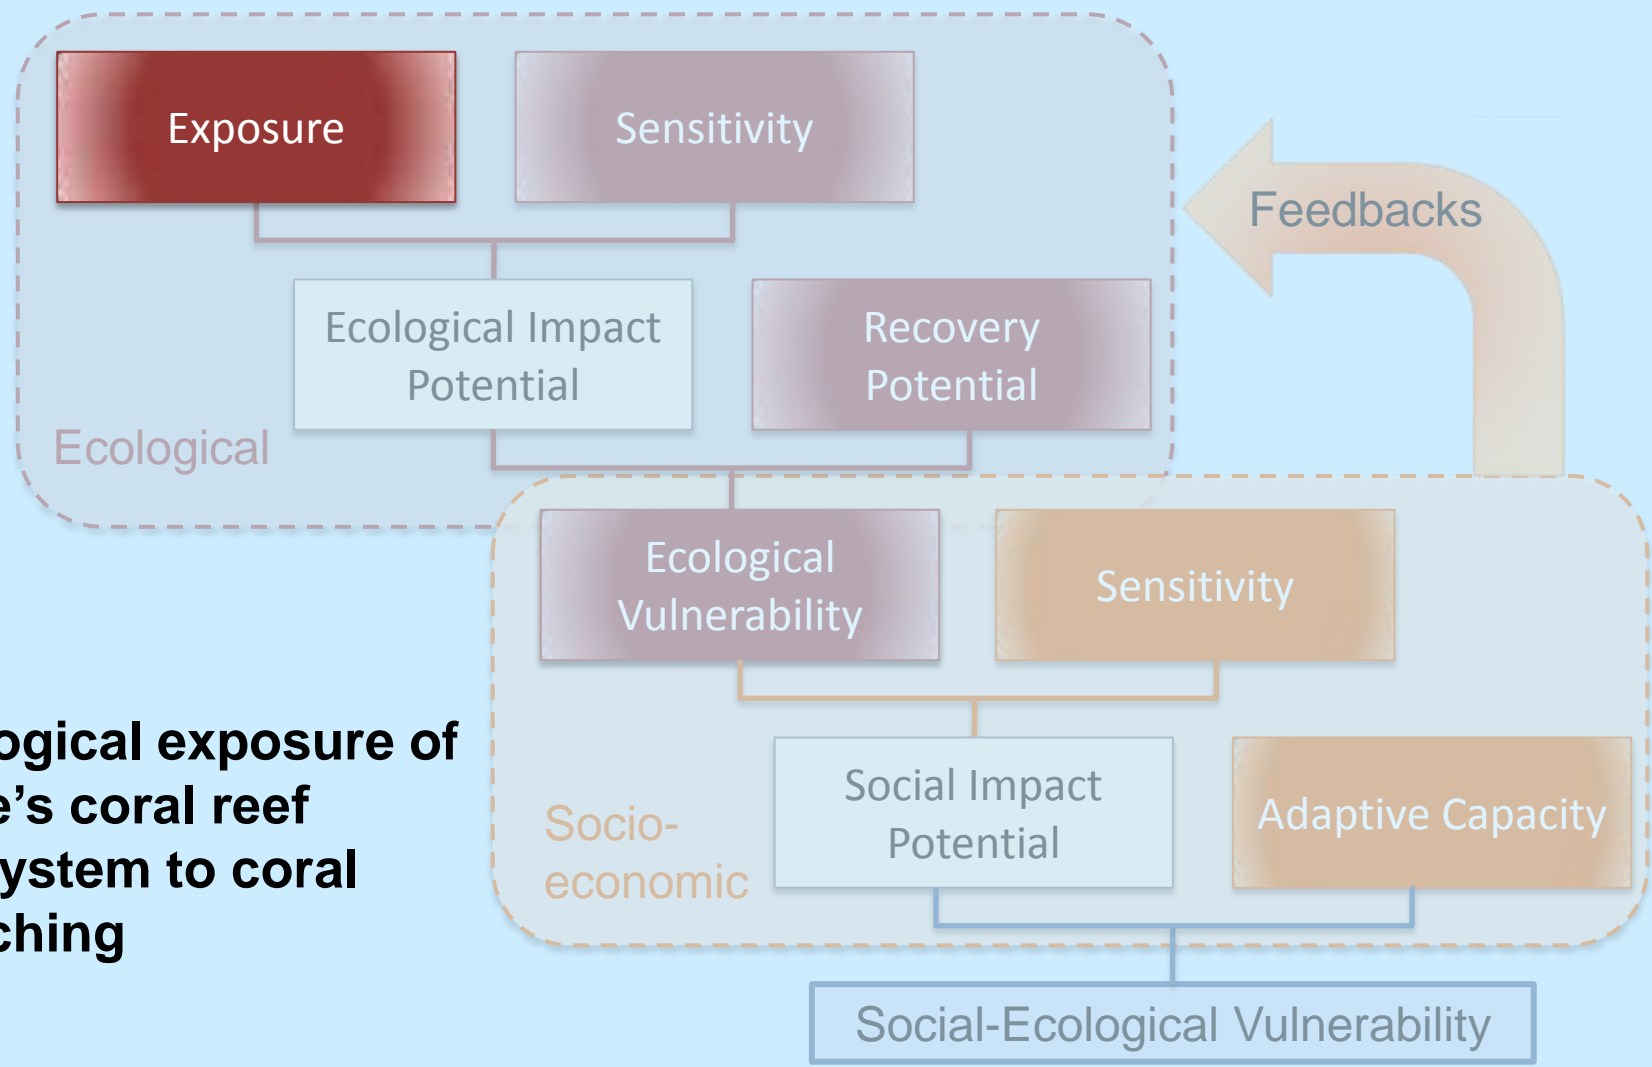 Exposure
Sensitivity
Feedbacks
Ecological Impact
Potential
Recovery
Potential
Ecological
Ecological
Vulnerability
Sensitivity
ogical exposure of
e’s coral reef
ystem to coral
ching
Social Impact
Potential
Adaptive Capacity
Socio-
economic
Social-Ecological Vulnerability